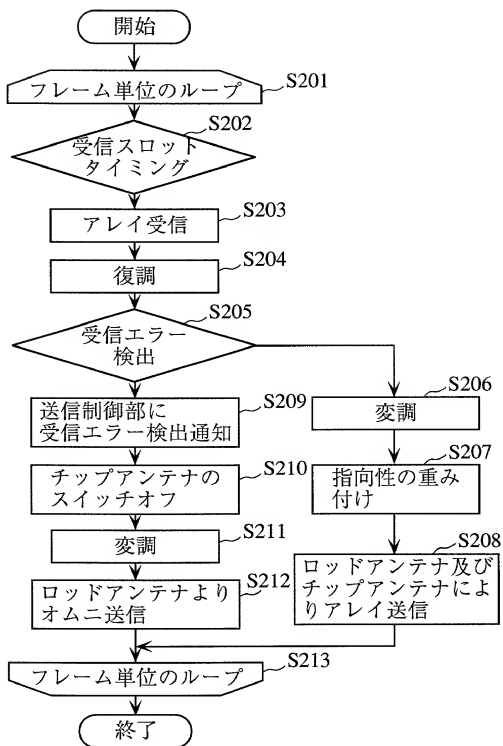 開始
フレーム単位のループ
S201
S202
受信スロット
タイミング
S203
アレイ受信
S204
復調
S205
受信エラー
検出
S209
送信制御部に
受信エラー検出通知
S210
チップアンテナの
スイッチオフ
S211
変調
S212
ロッドアンテナより
オムニ送信
S206
変調
S207
指向性の重み
付け
S208
ロッドアンテナ及び
チップアンテナによ
りアレイ送信
S213
フレーム単位のループ
終了